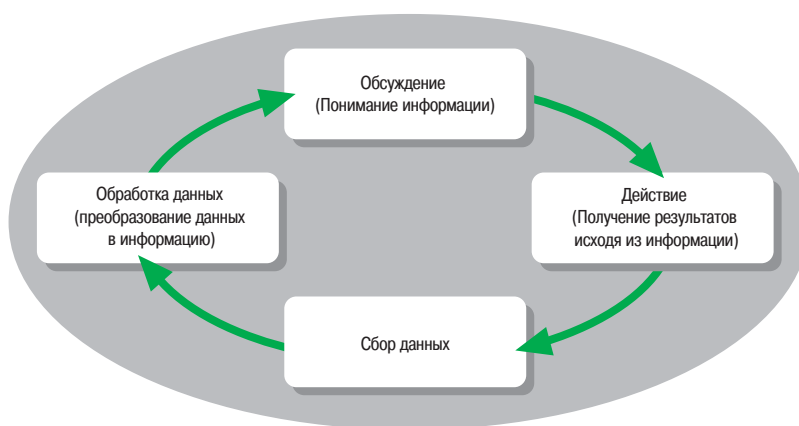 Обсуждение
(Понимание информации)
Обработка данных
(преобразование данных
в информацию)
Действие
(Получение результатов
исходя из информации)
Сбор данных